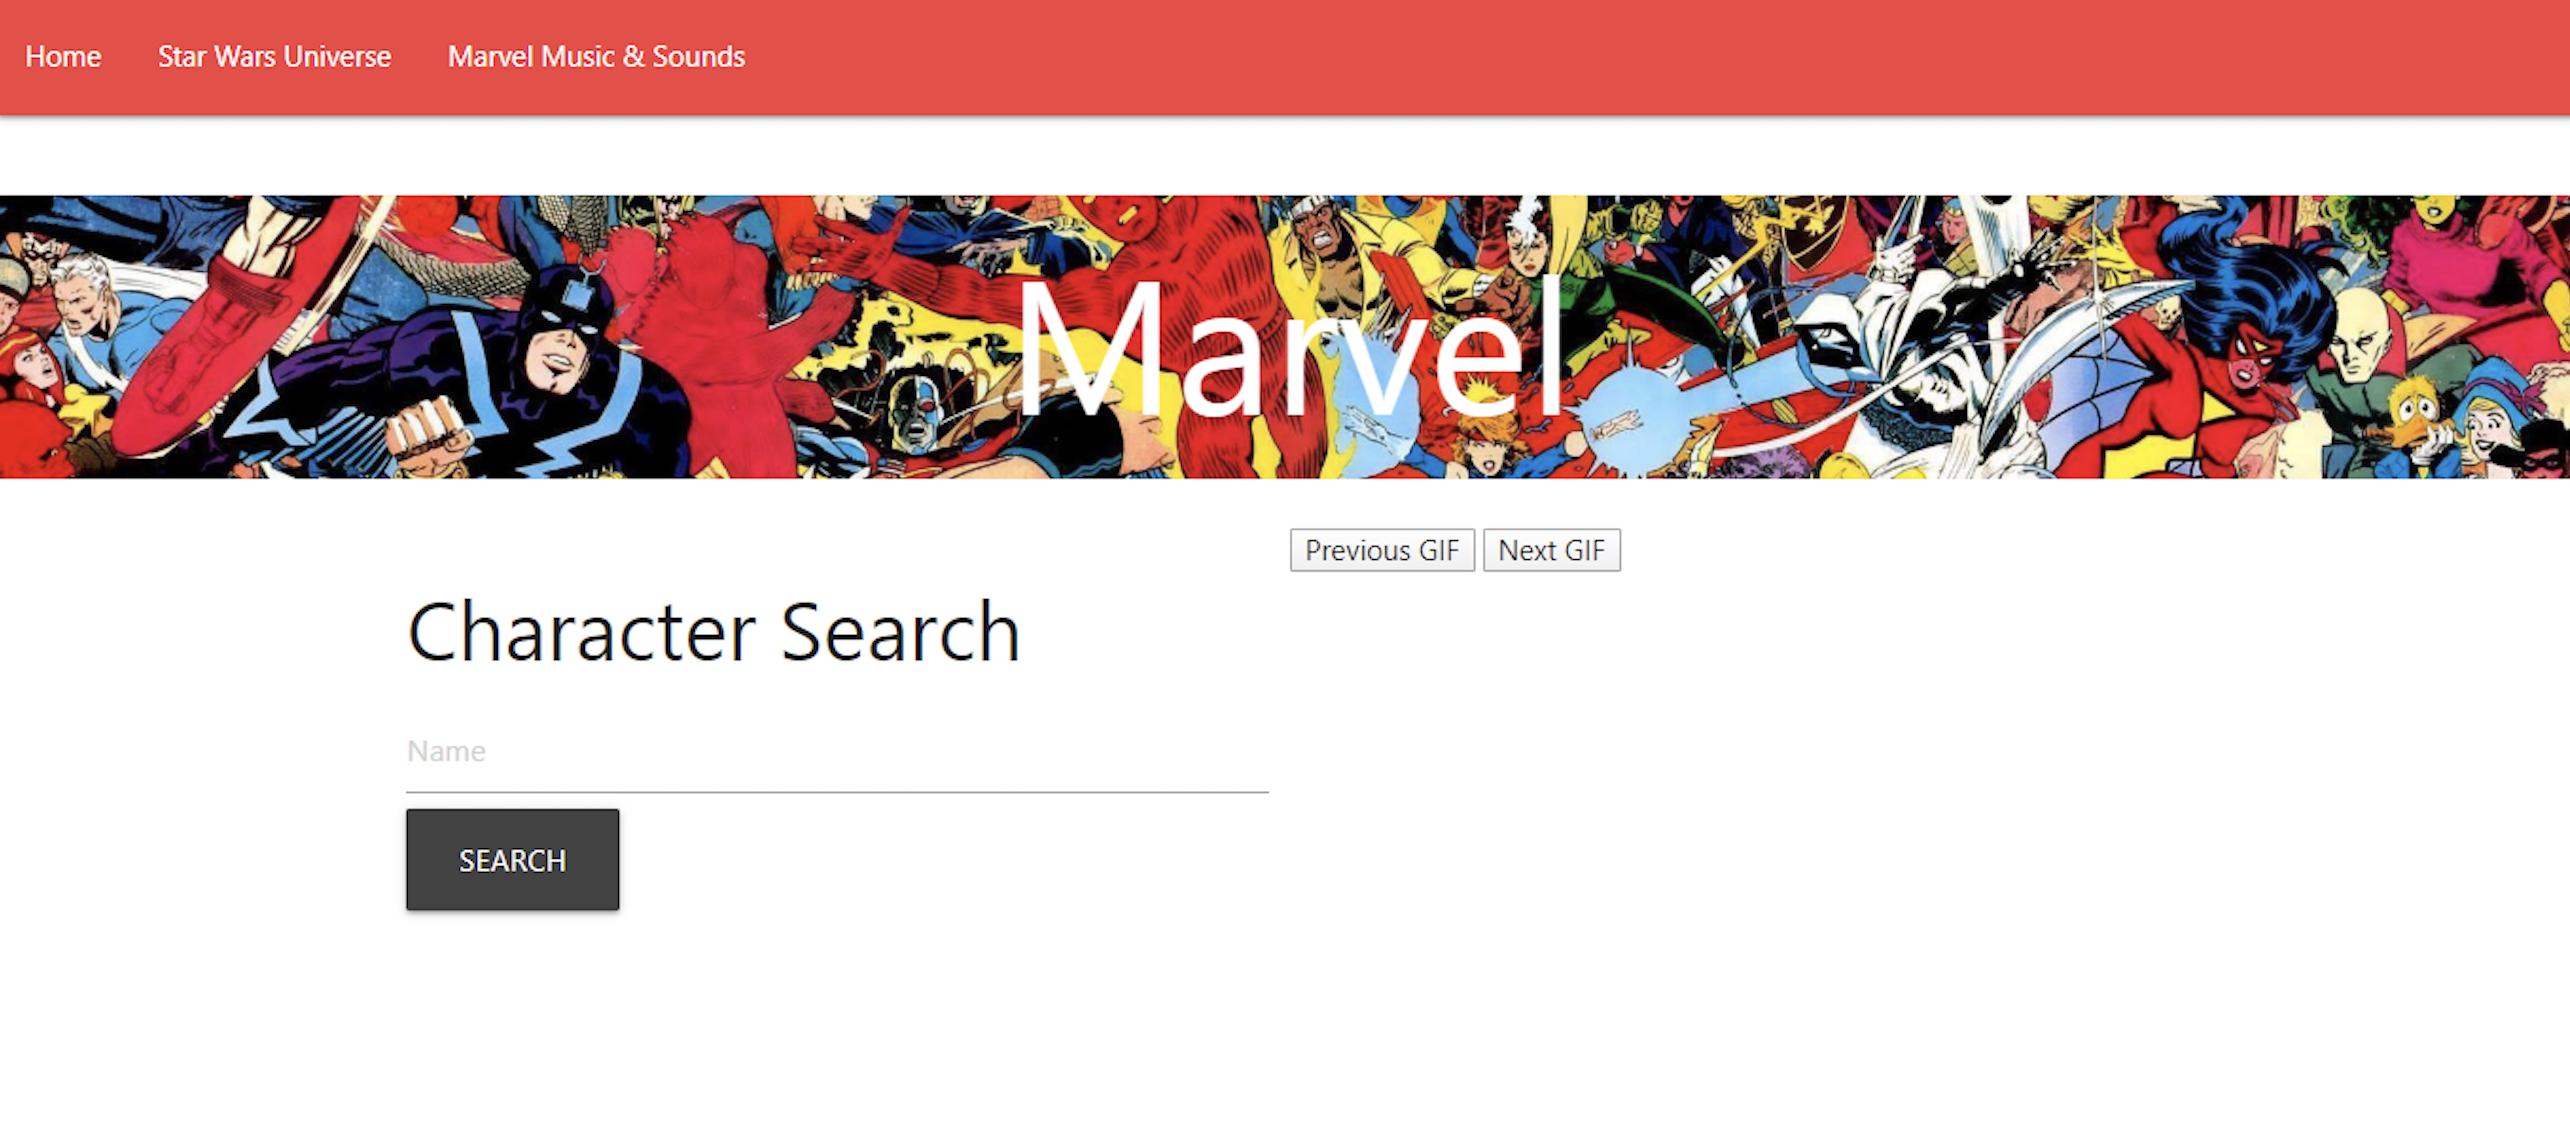 Home Star Wars Universe Marvel Music & Sounds
Marvel
Previous GIF Next GIF
Character Search
Name
SEARCH